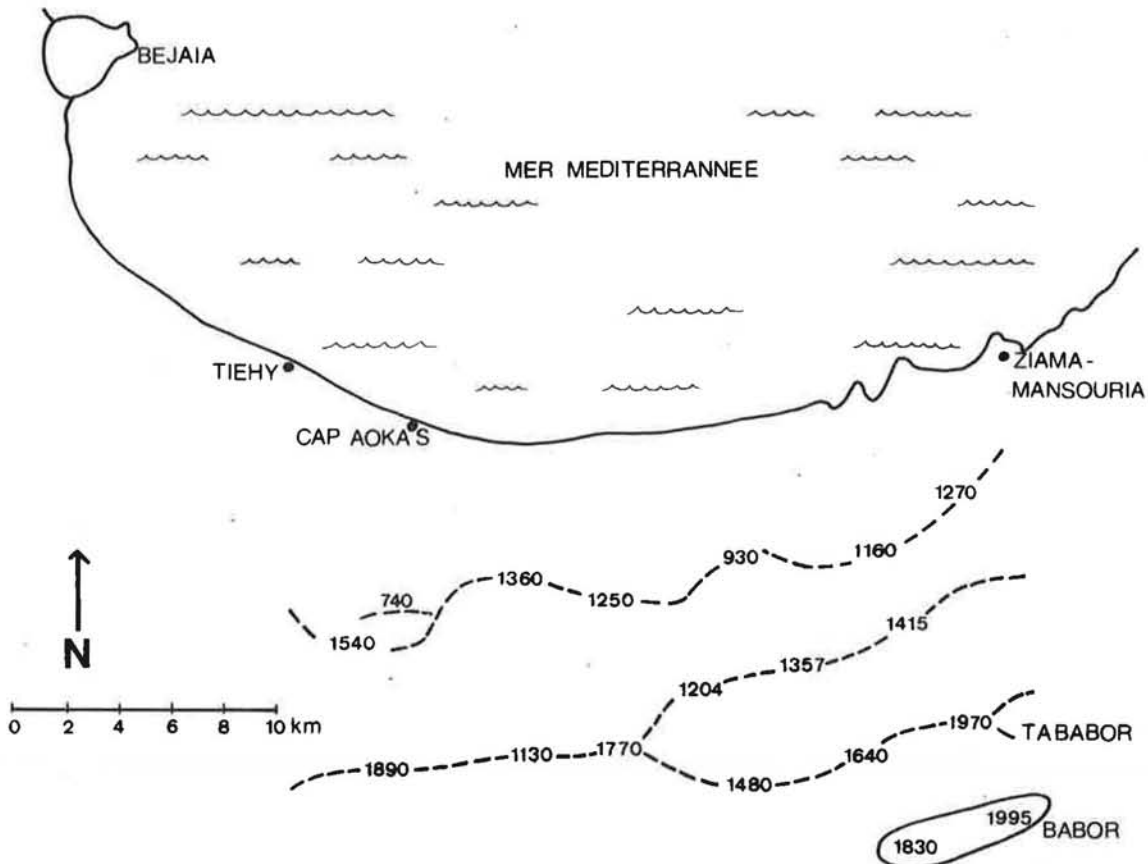 BEJAIA
MER MEDITERRANNEE
TIEHY
ZIAMA-
MANSOURIA
CAP AOKAS
1270
930
1160
1360
1250
740
1540
N
1415
1357
1204
0 2 4 6 8 10 km
1970
TABABOR
1770
1640
1130
1890
1480
1995
BABOR
1830